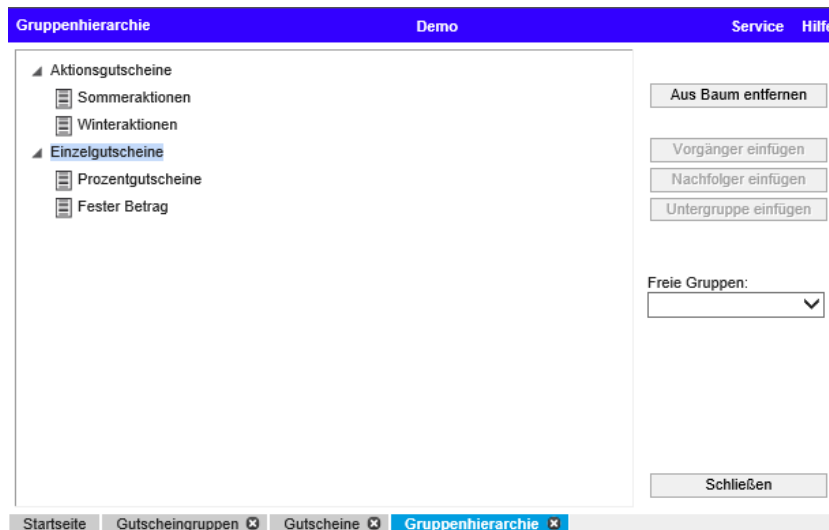 Gruppenhierarchie Demo Service Hilfe
Aktionsgutscheine
Sommeraktionen
Winteraktionen
Einzelgutscheine
Prozentgutscheine
Fester Betrag
Aus Baum entfernen
Vorgänger einfügen
Nachfolger einfügen
Untergruppe einfügen
Freie Gruppen:
Schließen
Startseite Gutscheingruppen Gutscheine Gruppenhierarchie